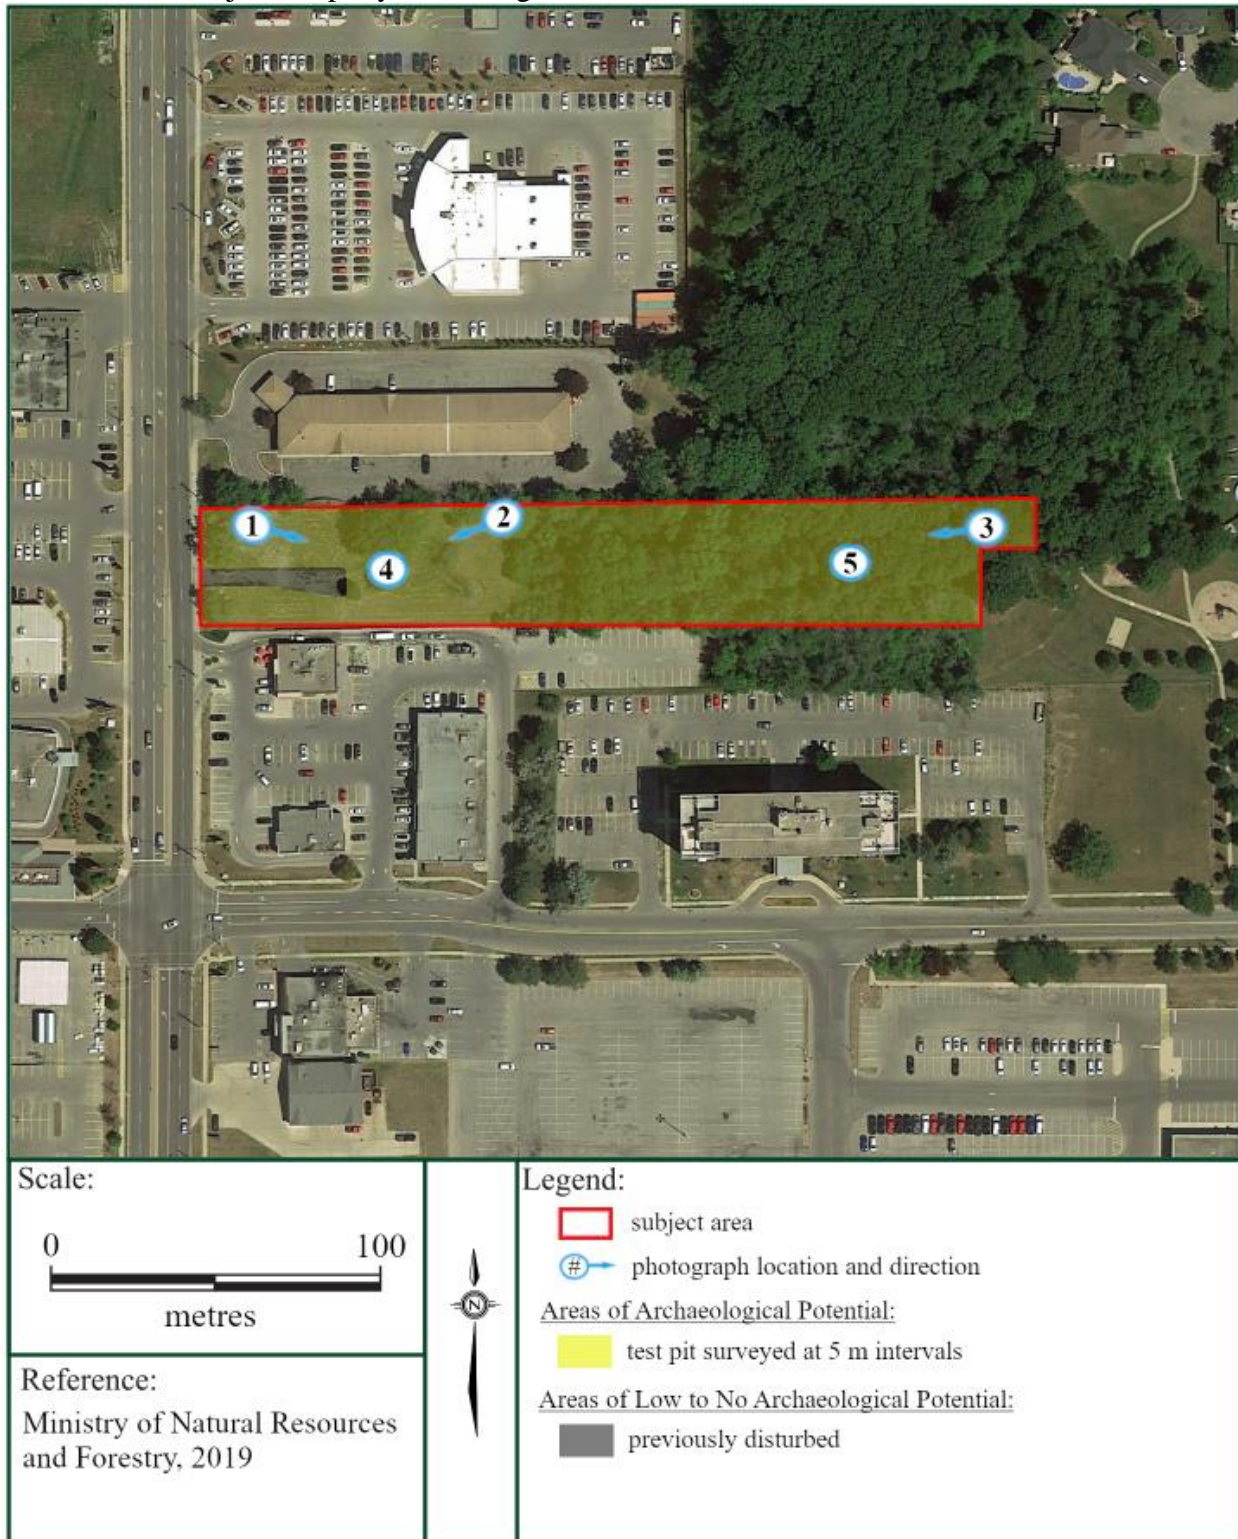 1
2
3
4
5
Scale:
0 100
metres
Reference:
Ministry of Natural Resources
and Forestry, 2019
N
Legend:
subject area
# photograph location and direction
Areas of Archaeological Potential:
test pit surveyed at 5 m intervals
Areas of Low to No Archaeological Potential:
previously disturbed